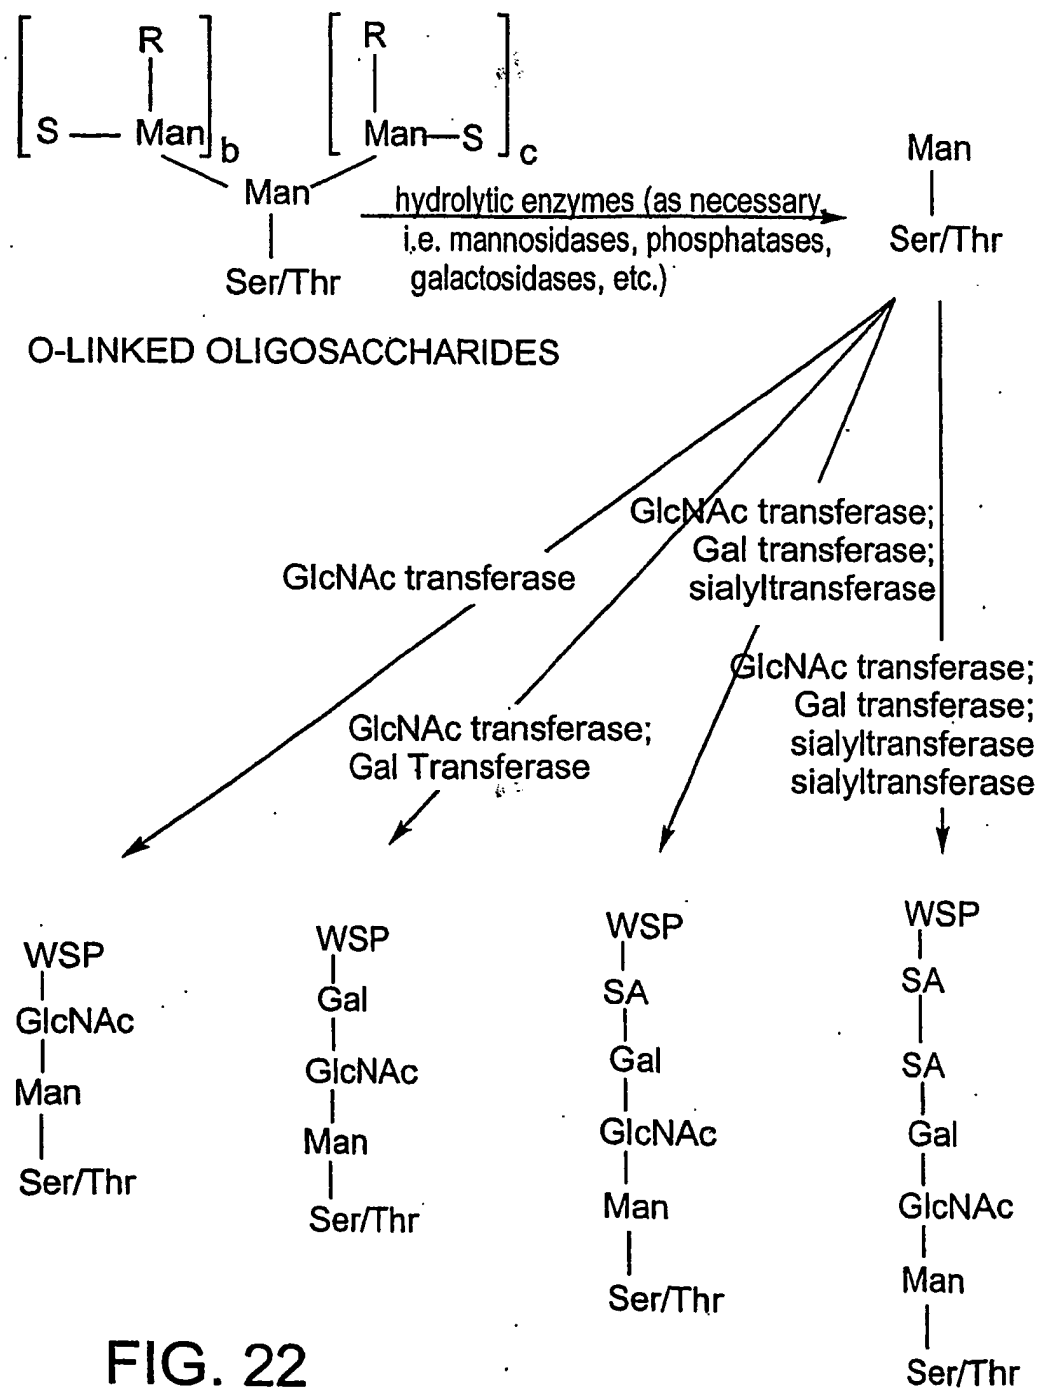 R
R
S Man b
Man S c
Man
Ser/Thr
hydrolytic enzymes (as necessary
i.e. mannosidases, phosphatases,
galactosidases, etc.)
Man
Ser/Thr
O-LINKED OLIGOSACCHARIDES
GlcNAc transferase
GlcNAc transferase;
Gal Transferase
GlcNAc transferase;
Gal transferase;
sialyltransferase
GlcNAc transferase;
Gal transferase;
sialyltransferase
sialyltransferase
WSP
GlcNAc
Man
Ser/Thr
WSP
Gal
GlcNAc
Man
Ser/Thr
WSP
SA
Gal
GlcNAc
Man
Ser/Thr
WSP
SA
SA
Gal
GlcNAc
Man
Ser/Thr
FIG. 22